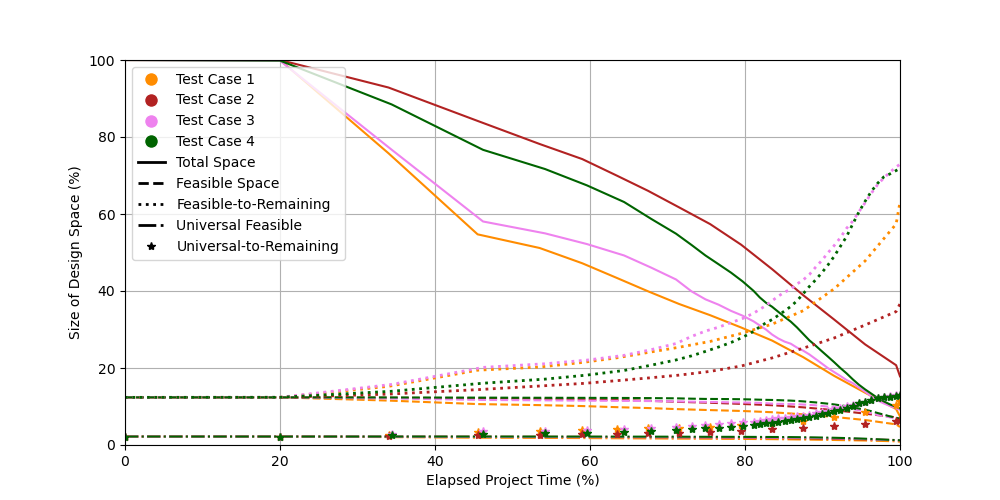 100
80
60
40
20
0
Size of Design Space (%)
Test Case 1
Test Case 2
Test Case 3
Test Case 4
Total Space
Feasible Space
Feasible-to-Remaining
Universal Feasible
Universal-to-Remaining
0 20 40 60 80 100
Elapsed Project Time (%)